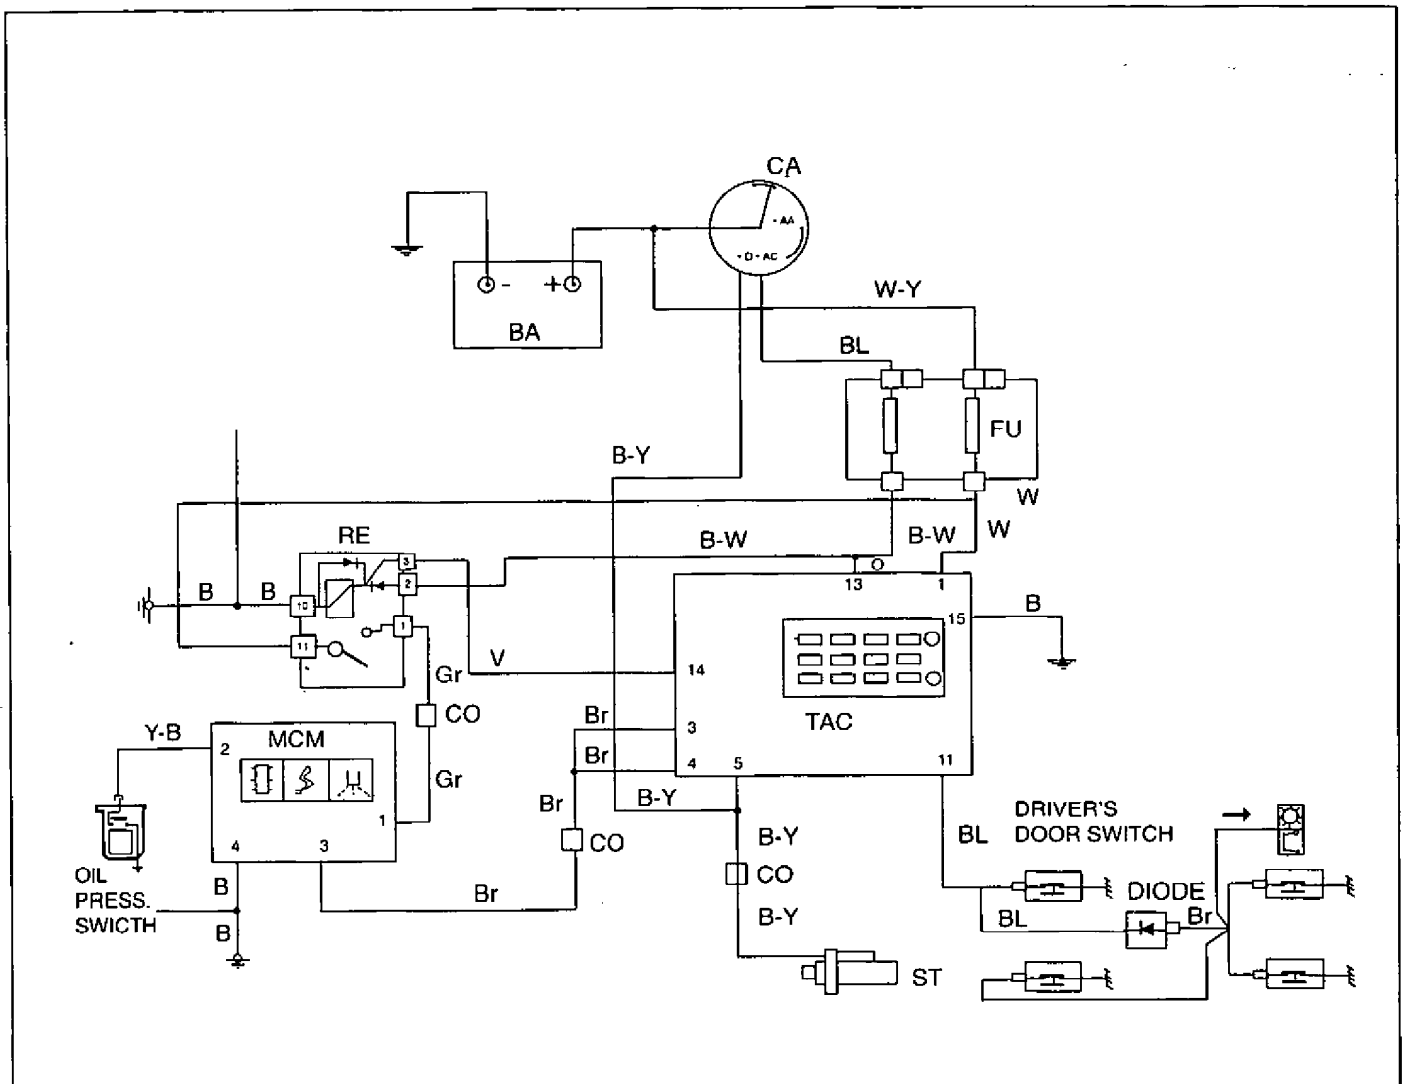 CA
- AA
- D - AC
- +
BA
W-Y
BL
FU
B-Y
W
RE
B-W
B-W
W
3
2
13
1
B
B
10
15
B
1
11
Gr
V
14
CO
TAC
Y-B
MCM
Br
3
2
Br
4
5
11
Gr
B-Y
1
Br
DRIVER'S
DOOR SWITCH
4
3
CO
B-Y
BL
OIL
PRESS.
SWICTH
B
CO
DIODE
Br
B-Y
BL
Br
B
ST